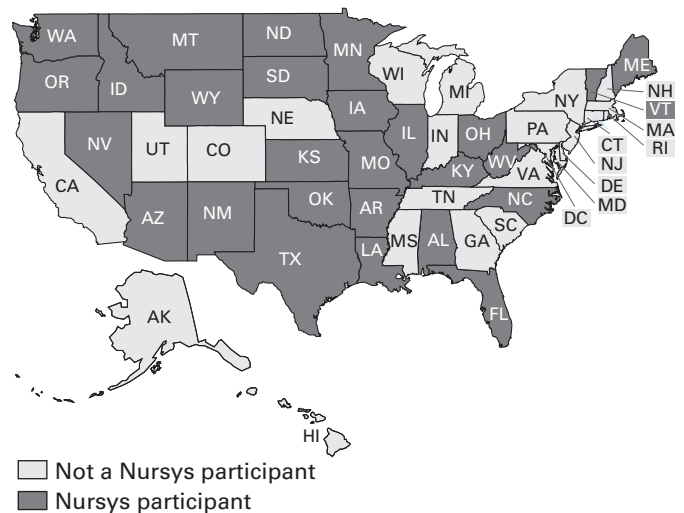 WA
MT
ND
MN
OR
ID
SD
WI
MI
ME
NH
VT
NY
MA
RI
WY
NE
IA
IL
IN
OH
PA
CT
NJ
NV
UT
CO
KS
MO
KY
WV
VA
DE
MD
DC
CA
AZ
NM
OK
AR
TN
NC
SC
TX
LA
MS
AL
GA
FL
AK
HI
Not a Nursys participant
Nursys participant